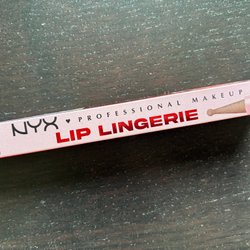 NYX ♥ PROFESSIONAL MAKEUP
LIP LINGERIE